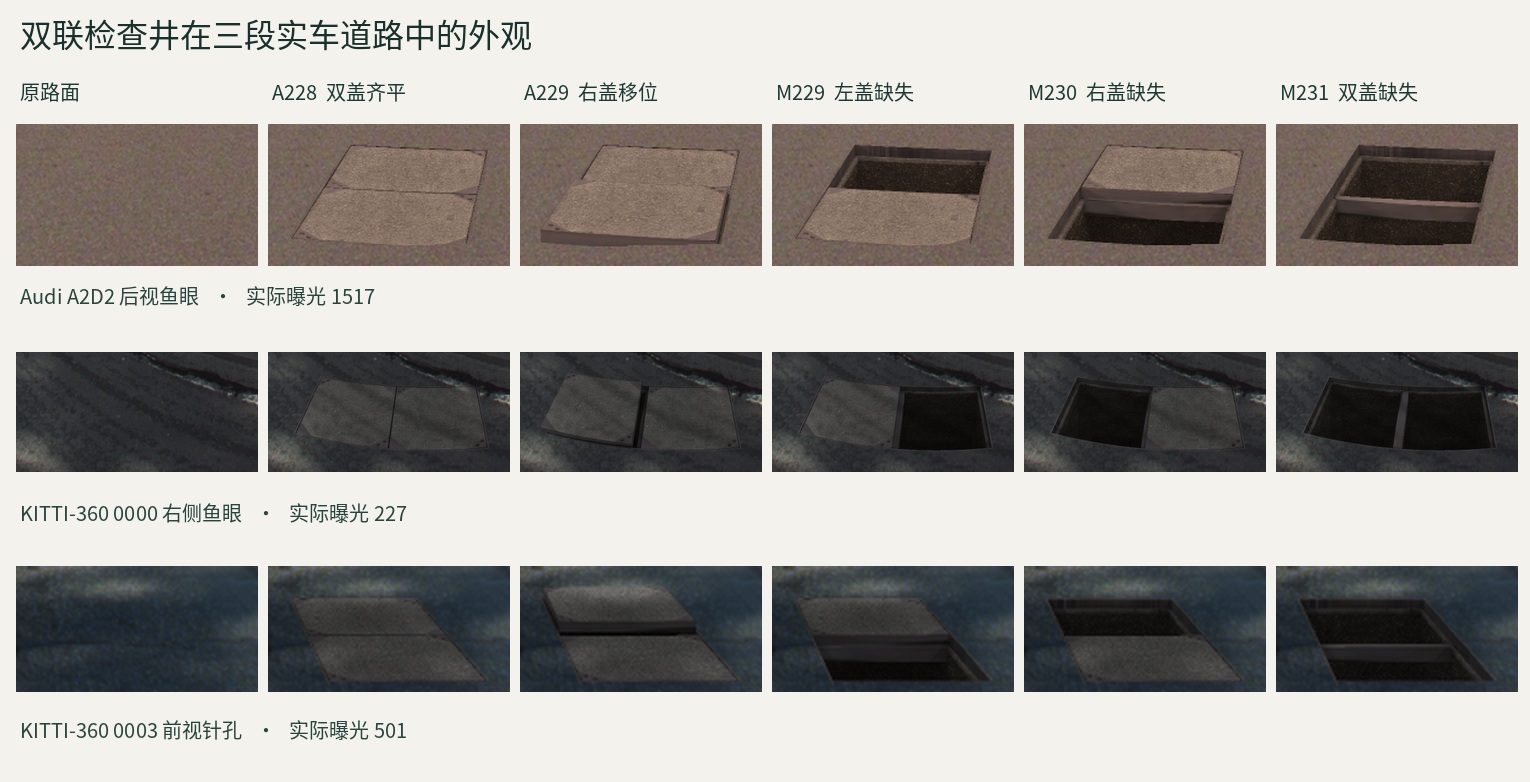 双联检查井在三段实车道路中的外观
原路面
A228 双盖齐平
A229 右盖移位
M229 左盖缺失
M230 右盖缺失
M231 双盖缺失
Audi A2D2 后视鱼眼 · 实际曝光 1517
KITTI-360 0000 右侧鱼眼 · 实际曝光 227
KITTI-360 0003 前视针孔 · 实际曝光 501